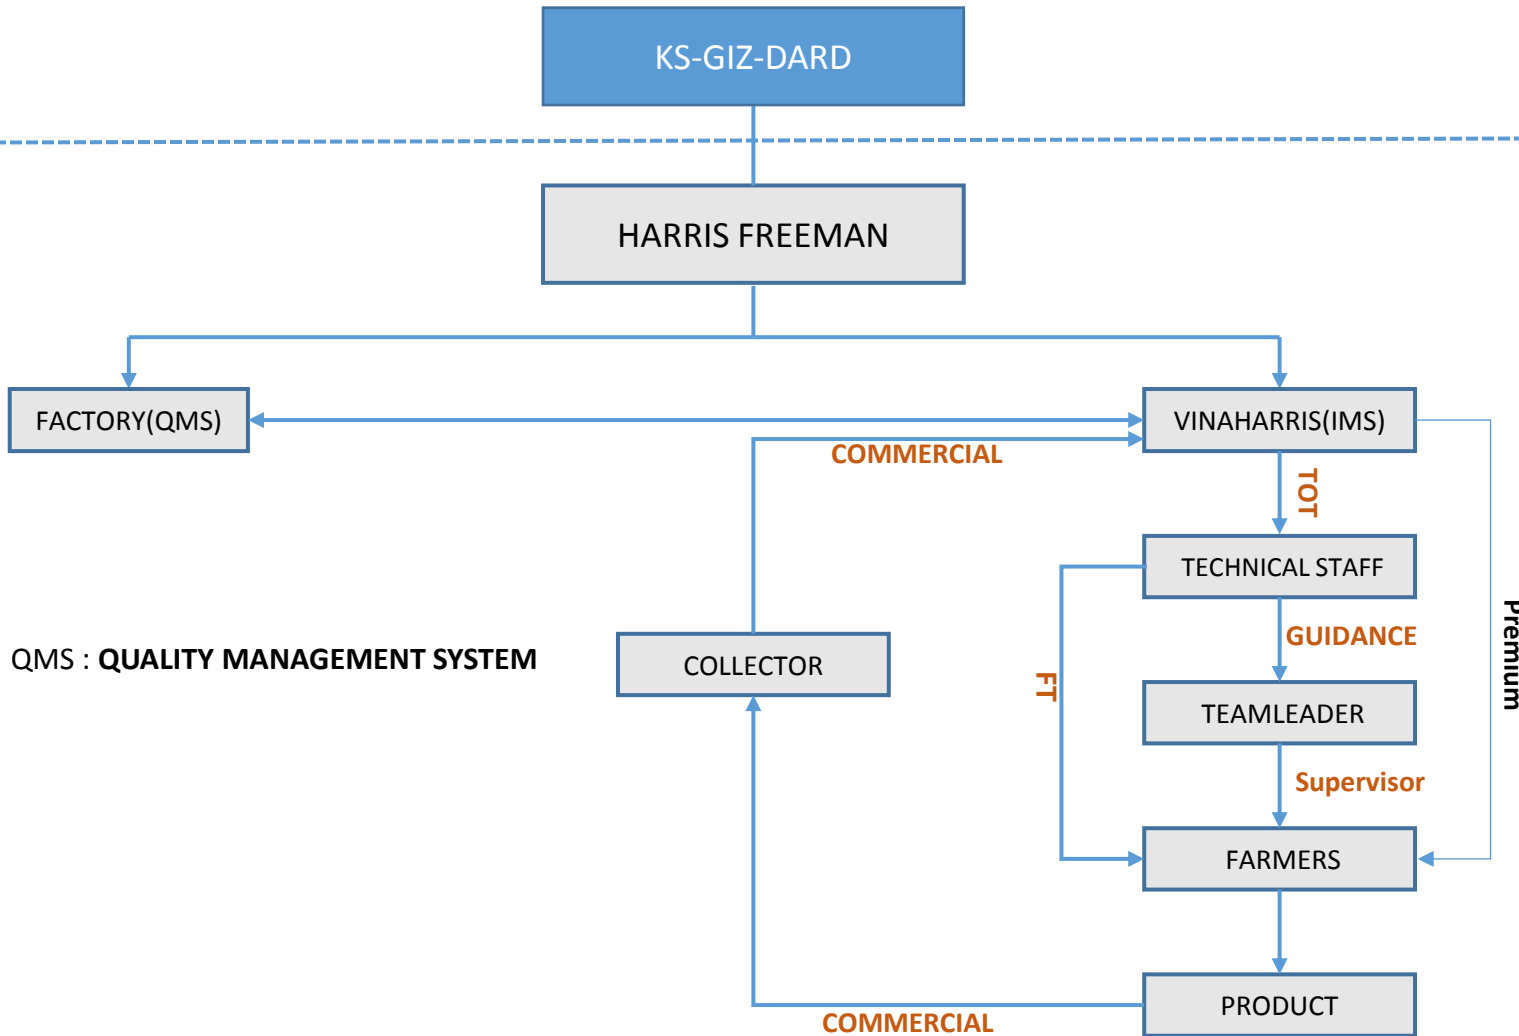 KS-GIZ-DARD
HARRIS FREEMAN
FACTORY(QMS)
VINAHARRIS(IMS)
COMMERCIAL
TOT
TECHNICAL STAFF
Premium
GUIDANCE
QMS : QUALITY MANAGEMENT SYSTEM
COLLECTOR
FT
TEAMLEADER
Supervisor
FARMERS
PRODUCT
COMMERCIAL